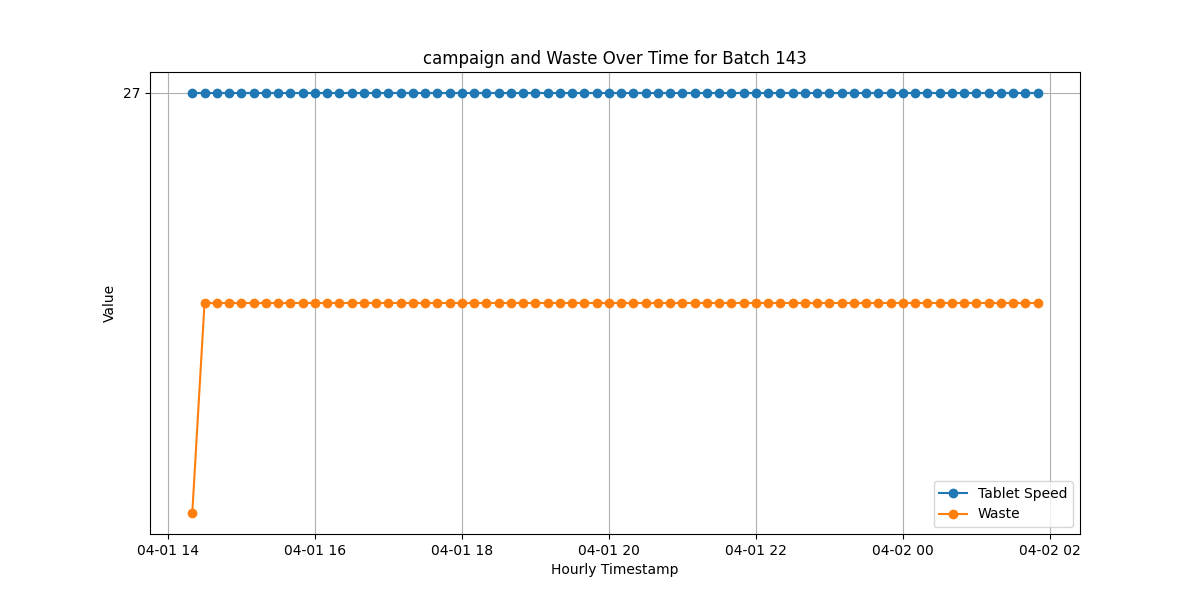 campaign and Waste Over Time for Batch 143
27
Value
Tablet Speed
Waste
04-01 14
04-01 16
04-01 18
04-01 20
04-01 22
04-02 00
04-02 02
Hourly Timestamp